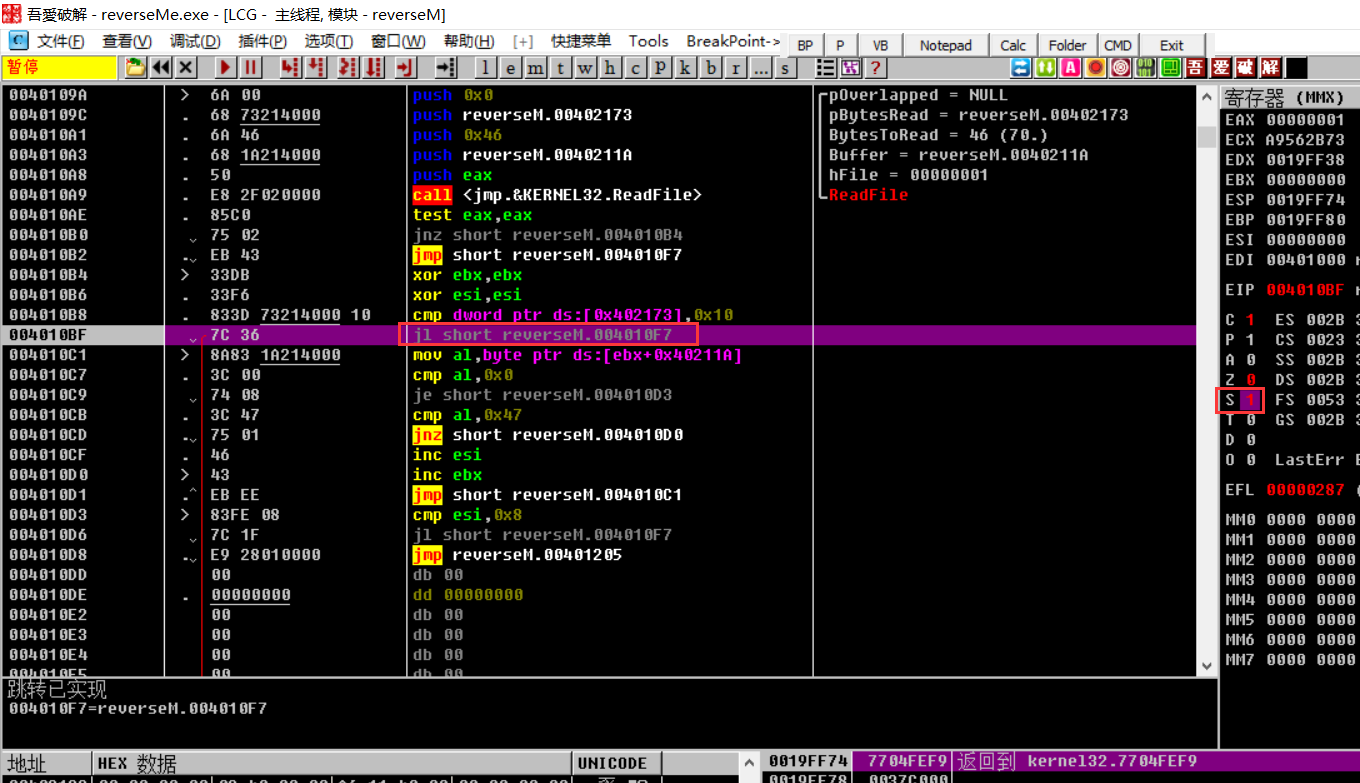 吾愛破解 - reverseMe.exe - [LCG - 主线程, 模块 - reverseM]
文件(F) 查看(V) 调试(D) 插件(P) 选项(T) 窗口(W) 帮助(H) [+] 快捷菜单 Tools BreakPoint-> BP P VB Notepad Calc Folder CMD Exit
暂停 l e m t w h c p k b r ... s ? 吾 爱 破 解
0040109A > 6A 00 push 0x0 pOverlapped = NULL
0040109C . 68 73214000 push reverseM.00402173 pBytesRead = reverseM.00402173
004010A1 . 6A 46 push 0x46 BytesToRead = 46 (70.)
004010A3 . 68 1A214000 push reverseM.0040211A Buffer = reverseM.0040211A
004010A8 . 50 push eax hFile = 00000001
004010A9 . E8 2F020000 call <jmp.&KERNEL32.ReadFile> ReadFile
004010AE . 85C0 test eax,eax
004010B0 75 02 jnz short reverseM.004010B4
004010B2 . EB 43 jmp short reverseM.004010F7
004010B4 > 33DB xor ebx,ebx
004010B6 . 33F6 xor esi,esi
004010B8 . 833D 73214000 10 cmp dword ptr ds:[0x402173],0x10
004010BF 7C 36 jl short reverseM.004010F7
004010C1 > 8A83 1A214000 mov al,byte ptr ds:[ebx+0x40211A]
004010C7 . 3C 00 cmp al,0x0
004010C9 74 08 je short reverseM.004010D3
004010CB . 3C 47 cmp al,0x47
004010CD . 75 01 jnz short reverseM.004010D0
004010CF . 46 inc esi
004010D0 > 43 inc ebx
004010D1 .^ EB EE jmp short reverseM.004010C1
004010D3 > 83FE 08 cmp esi,0x8
004010D6 7C 1F jl short reverseM.004010F7
004010D8 . E9 28010000 jmp reverseM.00401205
004010DD 00 db 00
004010DE . 00000000 dd 00000000
004010E2 00 db 00
004010E3 00 db 00
004010E4 00 db 00
004010E5 00 db 00
寄存器 (MMX)
EAX 00000001
ECX A9562B73
EDX 0019FF38
EBX 00000000
ESP 0019FF74
EBP 0019FF80
ESI 00000000
EDI 00401000
EIP 004010BF
C 1 ES 002B
P 1 CS 0023
A 0 SS 002B
Z 0 DS 002B
S 1 FS 0053
T 0 GS 002B
D 0
O 0 LastErr
EFL 00000287
MM0 0000 0000
MM1 0000 0000
MM2 0000 0000
MM3 0000 0000
MM4 0000 0000
MM5 0000 0000
MM6 0000 0000
MM7 0000 0000
跳转已实现
004010F7=reverseM.004010F7
地址 HEX 数据 UNICODE
0019FF74 7704FEF9 返回到 kernel32.7704FEF9
0019FF78 0037C000